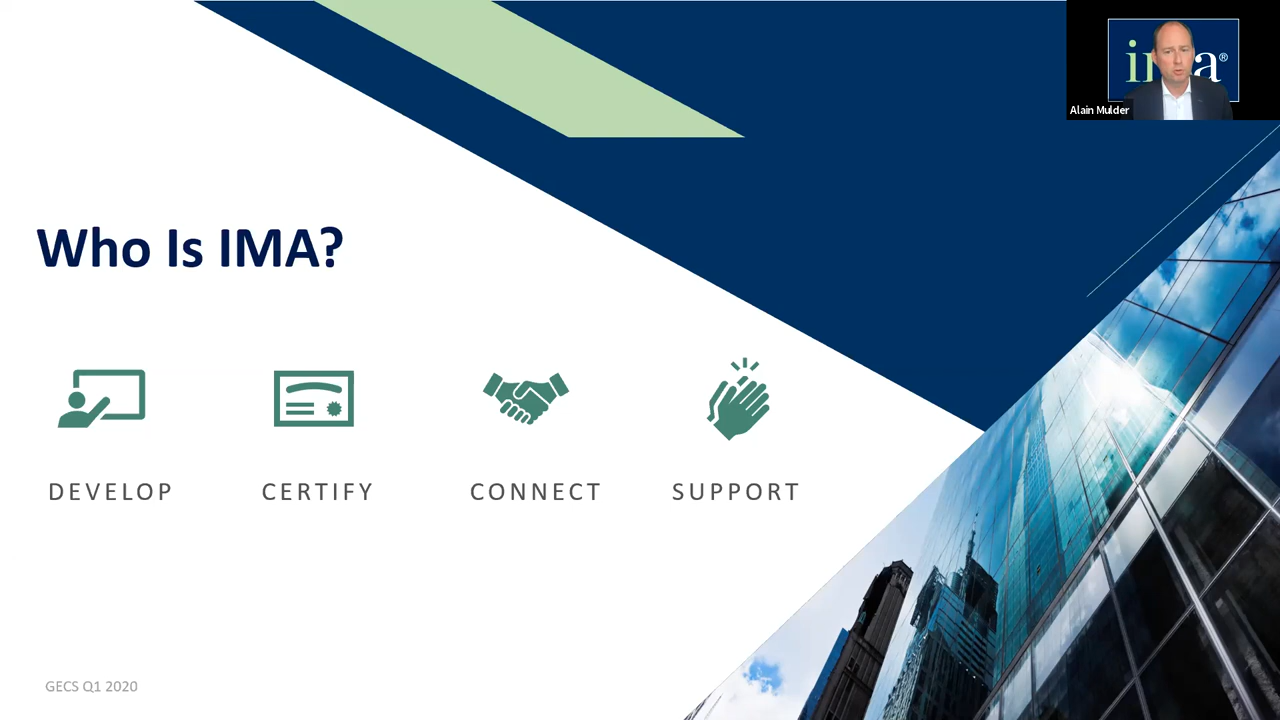 Alain Mulder
Who Is IMA?
DEVELOP
CERTIFY
CONNECT
SUPPORT
GECS Q1 2020